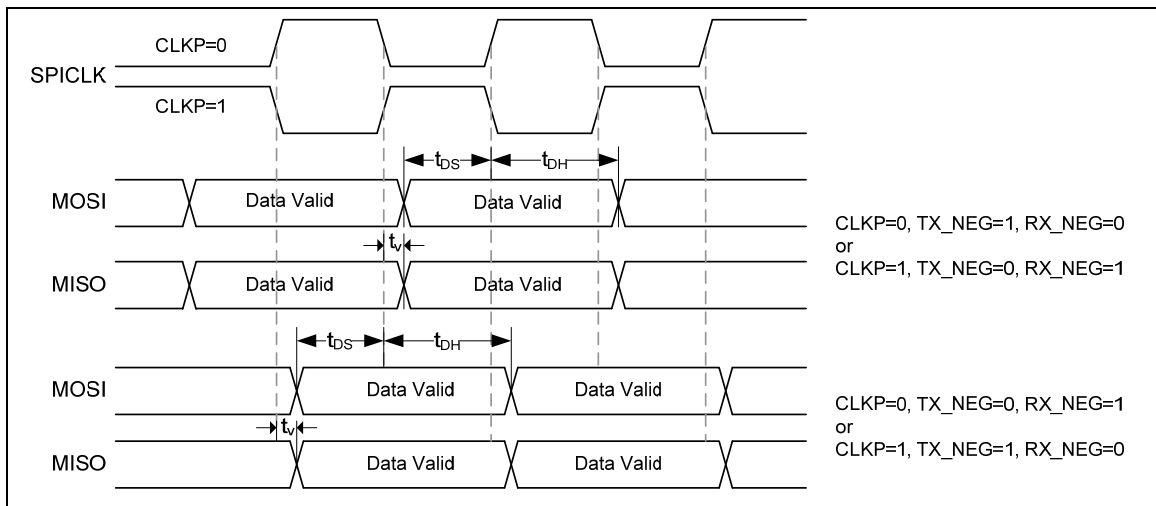 CLKP=0
SPICLK
CLKP=1
tDS tDH
MOSI Data Valid Data Valid
CLKP=0, TX_NEG=1, RX_NEG=0
or
CLKP=1, TX_NEG=0, RX_NEG=1
tv
MISO Data Valid Data Valid
tDS tDH
MOSI Data Valid Data Valid
CLKP=0, TX_NEG=0, RX_NEG=1
or
CLKP=1, TX_NEG=1, RX_NEG=0
tv
MISO Data Valid Data Valid